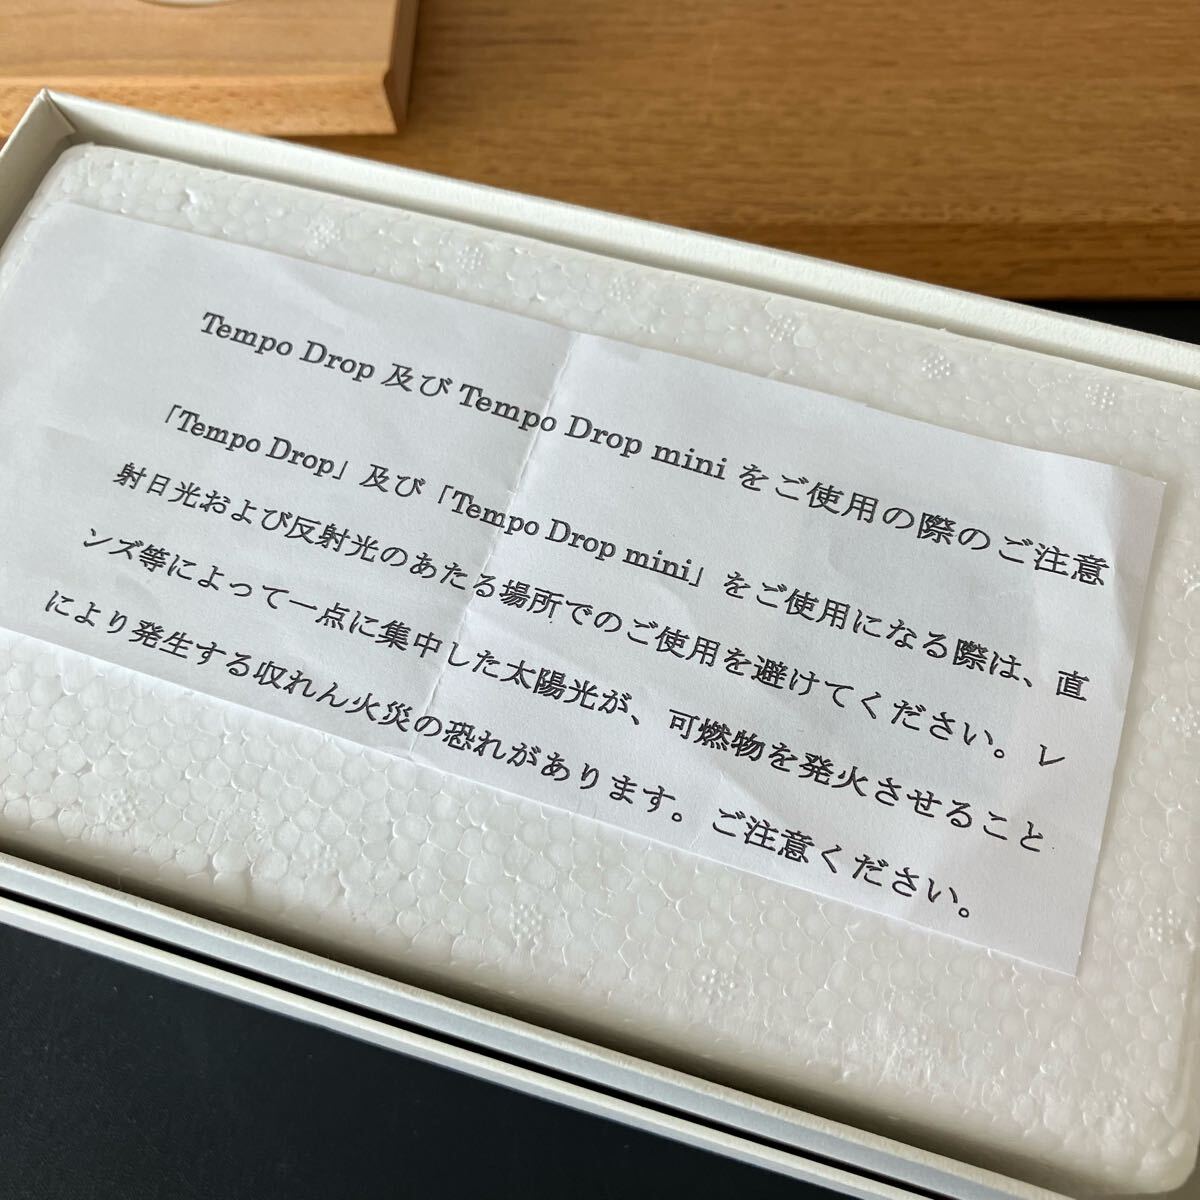 Tempo Drop 及び Tempo Drop mini をご使用の際のご注意
「Tempo Drop」及び「Tempo Drop mini」をご使用になる際は、直
射日光および反射光のあたる場所でのご使用を避けてください。レ
ンズ等によって一点に集中した太陽光が、可燃物を発火させること
により発生する収れん火災の恐れがあります。ご注意ください。